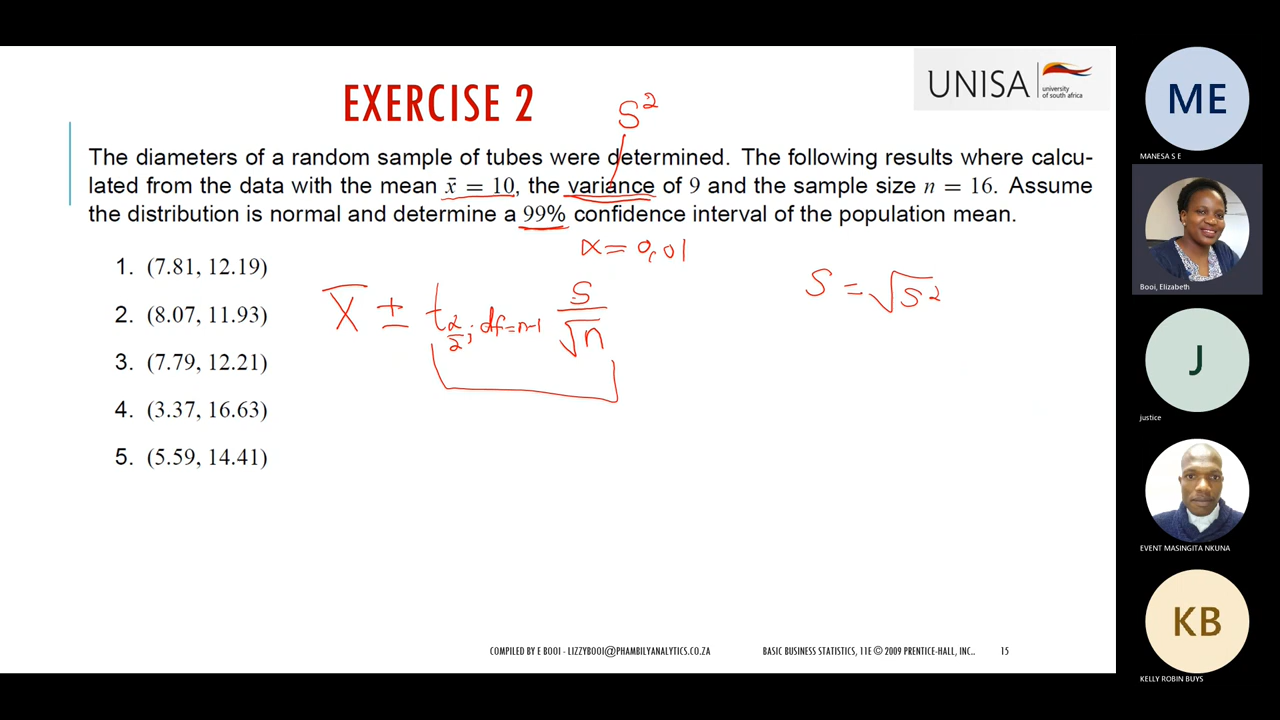 EXERCISE 2
UNISA
university
of south africa
S²
The diameters of a random sample of tubes were determined. The following results where calcu-
lated from the data with the mean x̄ = 10, the variance of 9 and the sample size n = 16. Assume
the distribution is normal and determine a 99% confidence interval of the population mean.
α = 0,01
1. (7.81, 12.19)
2. (8.07, 11.93)
3. (7.79, 12.21)
4. (3.37, 16.63)
5. (5.59, 14.41)
X̄ ± t α/2; df=n-1 S/√n
S = √S²
COMPILED BY E BOOI - LIZZYBOOI@PHAMBILYANALYTICS.CO.ZA
BASIC BUSINESS STATISTICS, 11E © 2009 PRENTICE-HALL, INC..
15
ME
MANESA S E
Booi, Elizabeth
J
justice
EVENT MASINGITA NKUNA
KB
KELLY ROBIN BUYS